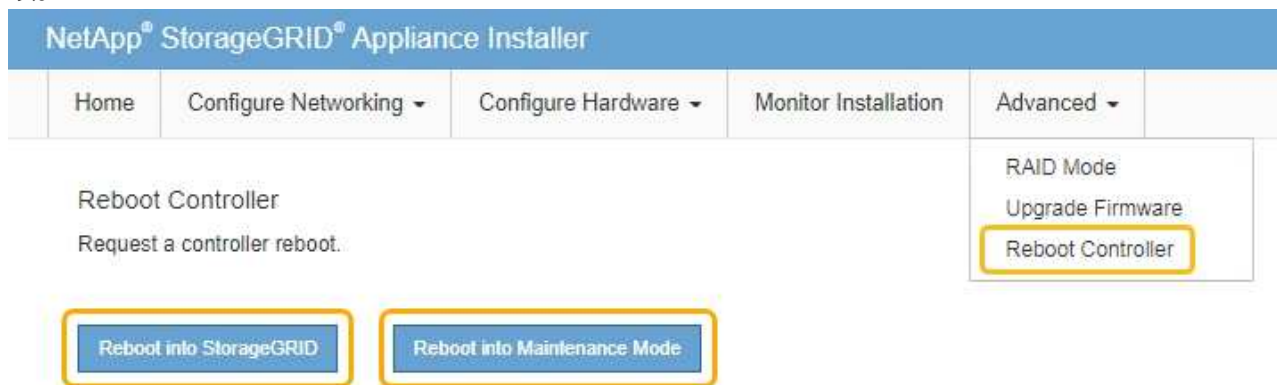 NetApp® StorageGRID® Appliance Installer
Home Configure Networking Configure Hardware Monitor Installation Advanced
RAID Mode
Upgrade Firmware
Reboot Controller
Reboot Controller
Request a controller reboot.
Reboot into StorageGRID Reboot into Maintenance Mode